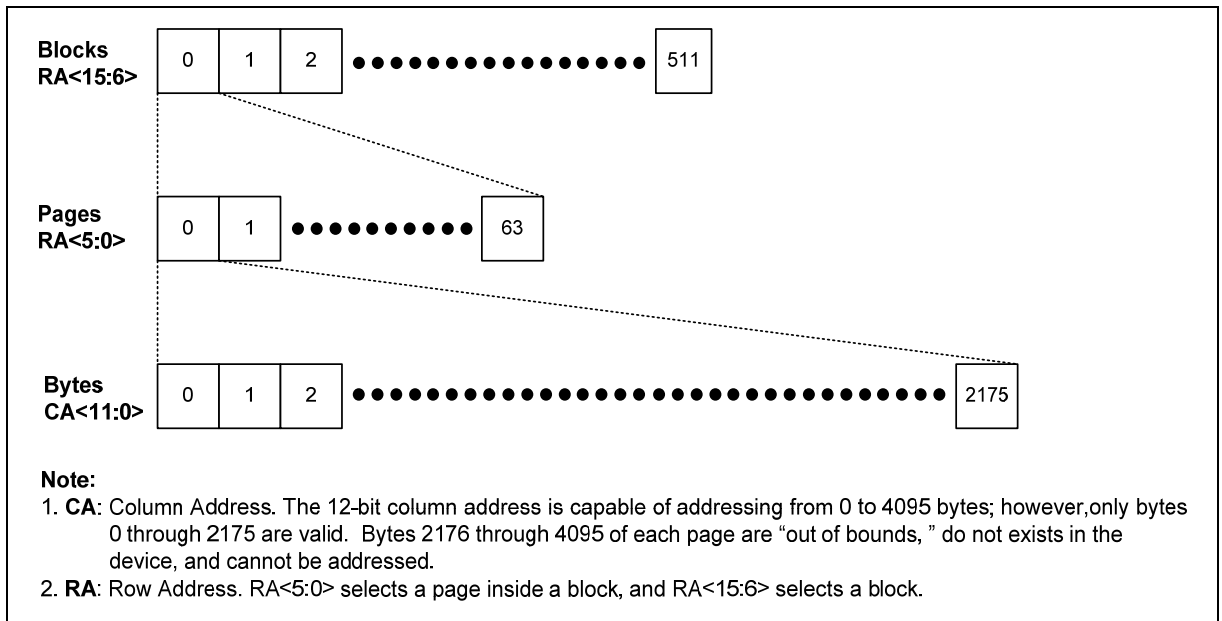 Blocks
RA<15:6>
0 1 2 511
Pages
RA<5:0>
0 1 63
Bytes
CA<11:0>
0 1 2 2175
Note:
1. CA: Column Address. The 12-bit column address is capable of addressing from 0 to 4095 bytes; however,only bytes
0 through 2175 are valid. Bytes 2176 through 4095 of each page are “out of bounds, ” do not exists in the
device, and cannot be addressed.
2. RA: Row Address. RA<5:0> selects a page inside a block, and RA<15:6> selects a block.